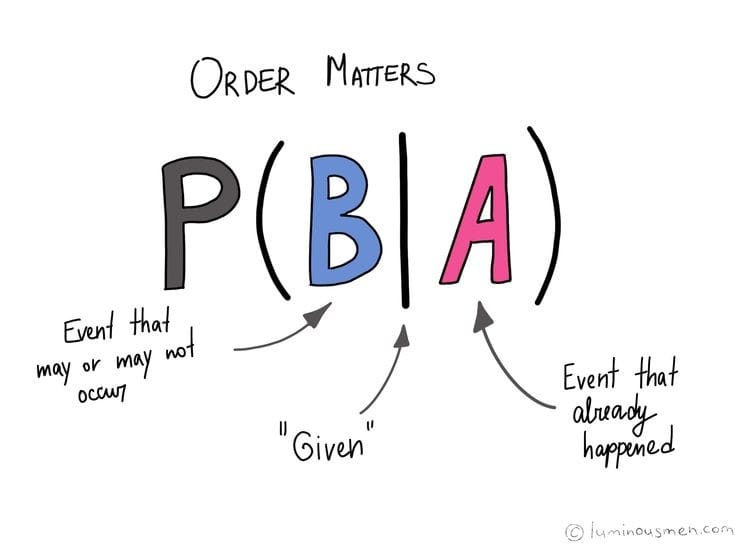 ORDER MATTERS
P(B|A)
Event that
may or may not
occur
"Given"
Event that
already
happened
© luminousmen.com